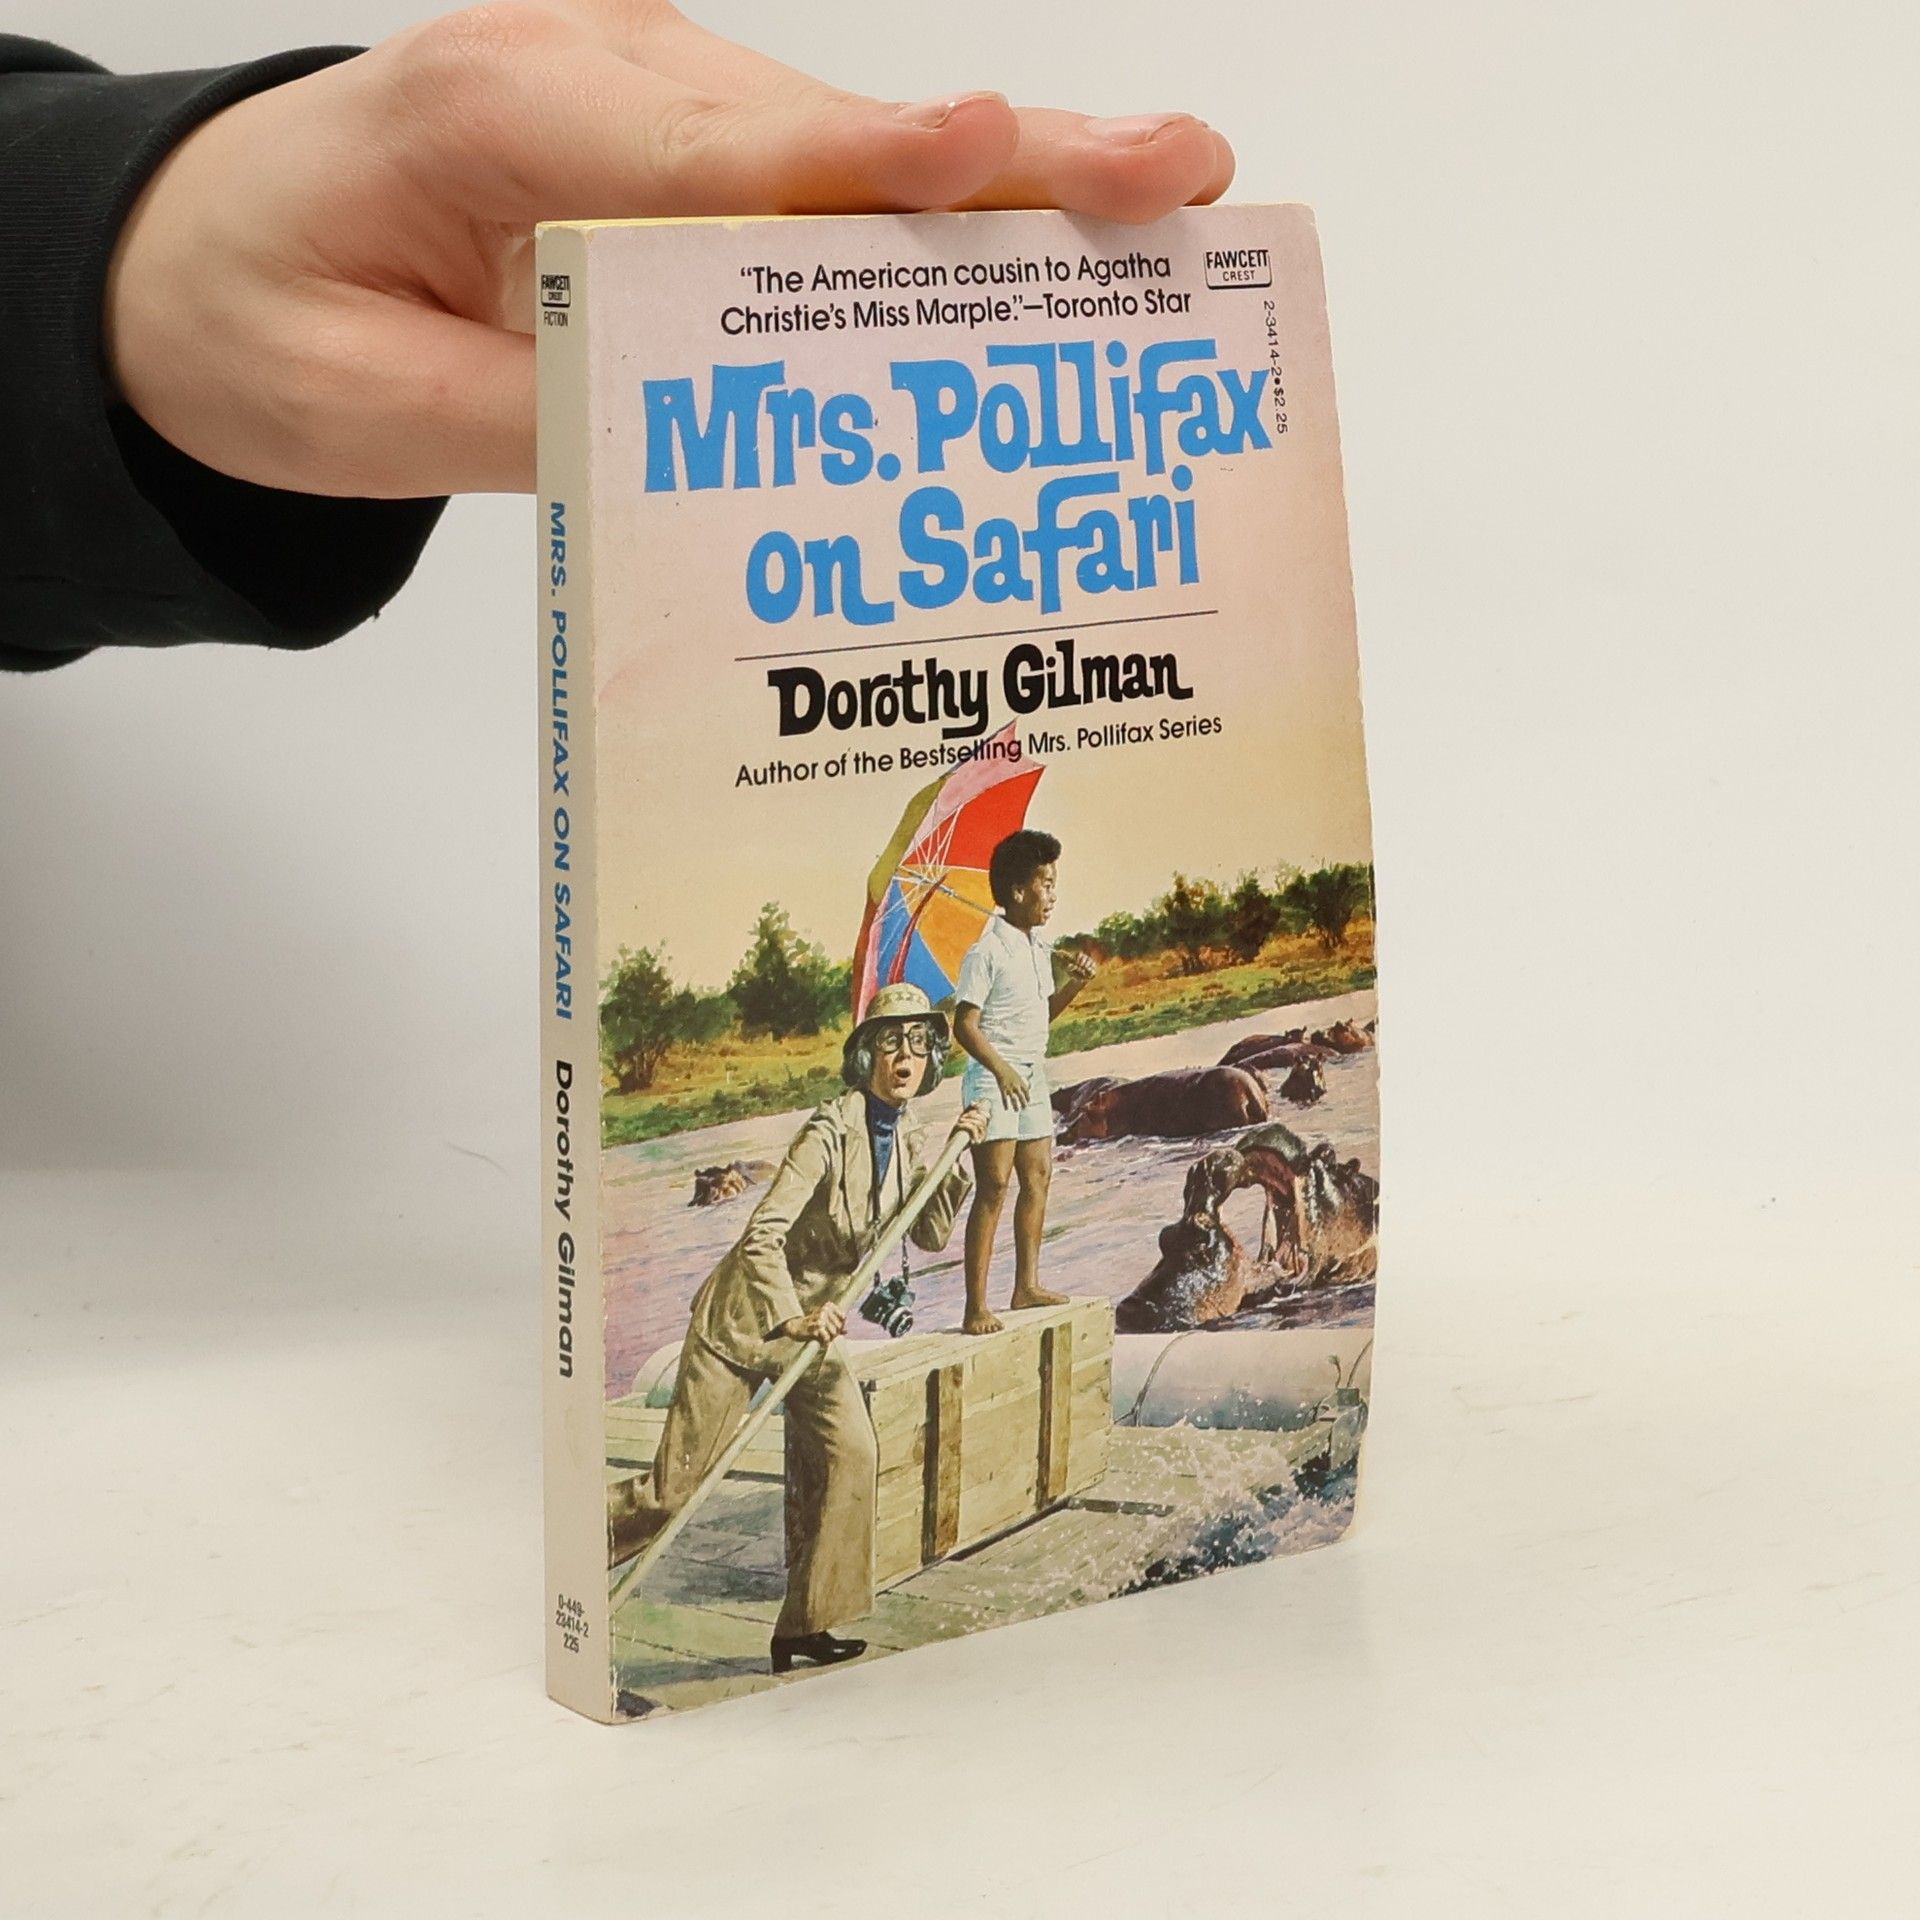 FAWCETT
CREST
FICTION
MRS. POLLIFAX ON SAFARI Dorothy Gilman
0-449-
23414-2
225
"The American cousin to Agatha
Christie's Miss Marple."—Toronto Star
FAWCETT
CREST
2-3414-2•$2.25
Mrs. Pollifax
on Safari
Dorothy Gilman
Author of the Bestselling Mrs. Pollifax Series